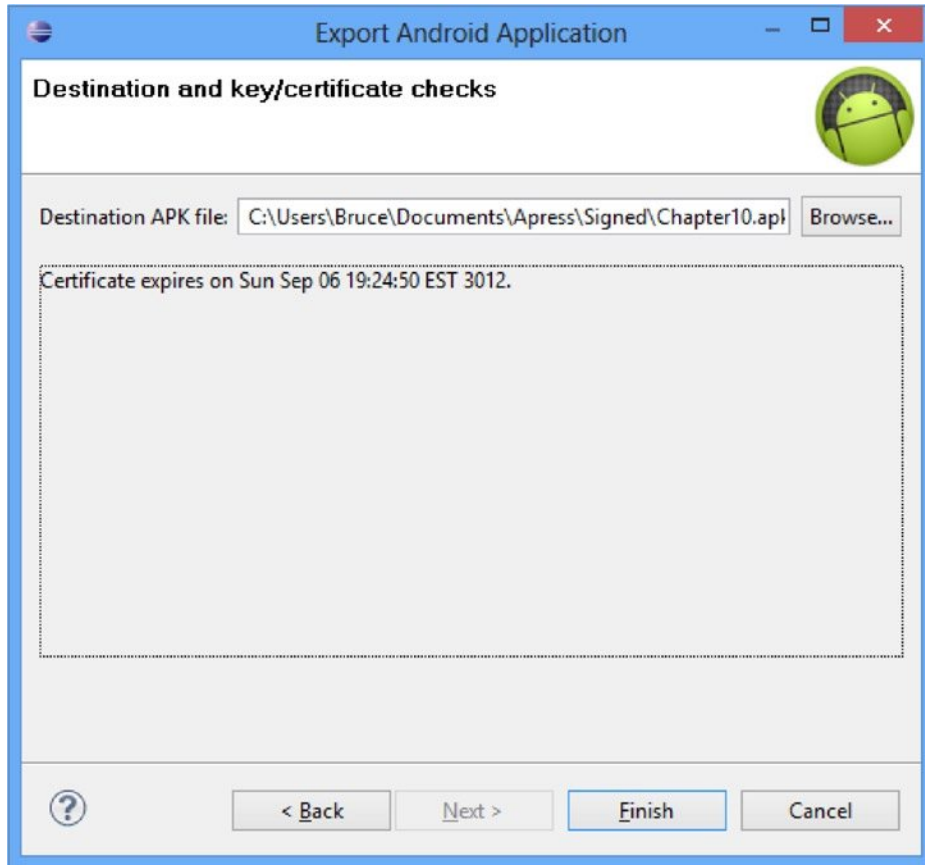 Export Android Application
Destination and key/certificate checks
Destination APK file: C:\Users\Bruce\Documents\Apress\Signed\Chapter10.apk Browse...
Certificate expires on Sun Sep 06 19:24:50 EST 3012.
? < Back Next > Finish Cancel